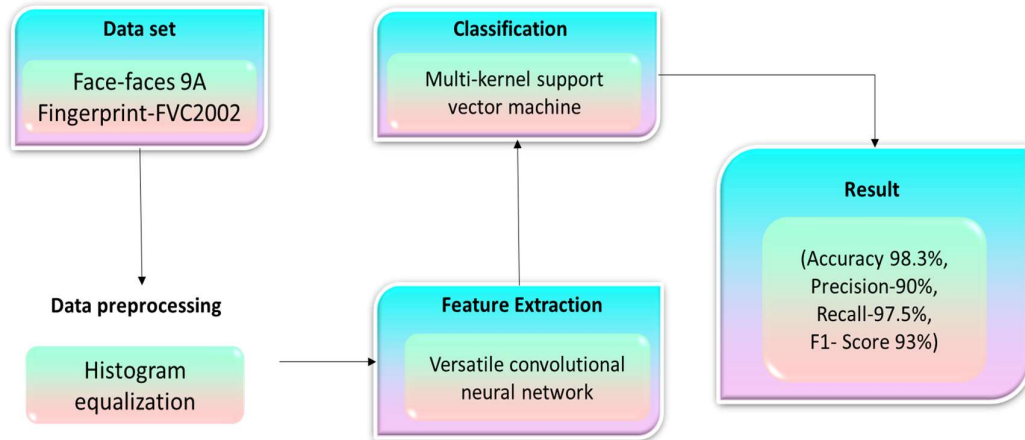 Data set
Face-faces 9A
Fingerprint-FVC2002
Data preprocessing
Histogram
equalization
Feature Extraction
Versatile convolutional
neural network
Classification
Multi-kernel support
vector machine
Result
(Accuracy 98.3%,
Precision-90%,
Recall-97.5%,
F1- Score 93%)